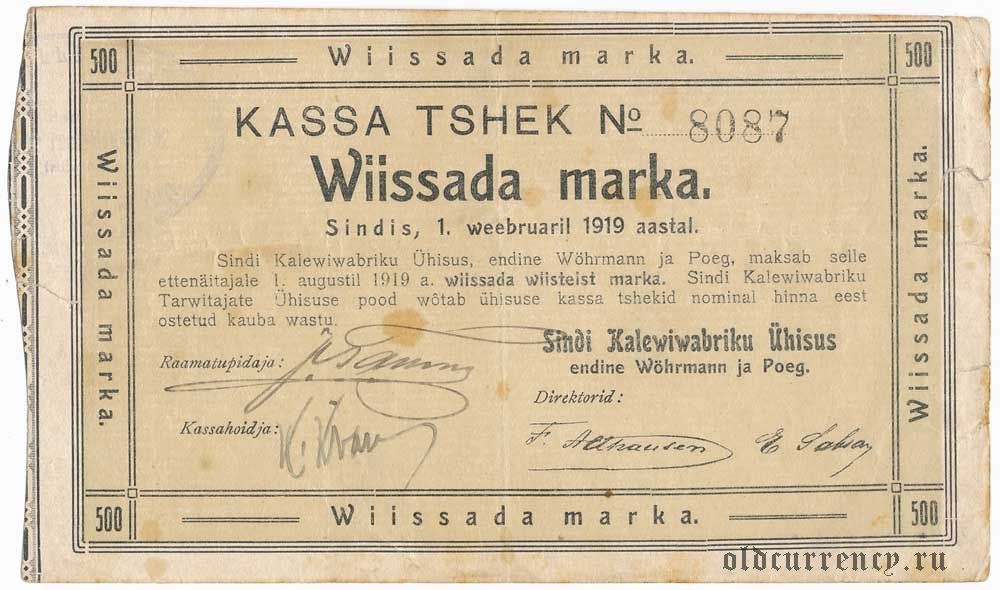 500 Wiissada marka. 500
KASSA TSHEK № 8087
Wiissada marka.
Sindis, 1. weebruaril 1919 aastal.
Sindi Kalewiwabriku Ühisus, endine Wöhrmann ja Poeg, maksab selle
ettenäitajale 1. augustil 1919 a. wiissada wiisteist marka. Sindi Kalewiwabriku
Tarwitajate Ühisuse pood wõtab ühisuse kassa tshekid nominal hinna eest
ostetud kauba wastu.
Sindi Kalewiwabriku Ühisus
endine Wöhrmann ja Poeg.
Raamatupidaja:
Direktorid:
Kassahoidja:
F. Althausen
Wiissada marka.
Wiissada marka.
500 Wiissada marka. 500
oldcurrency.ru